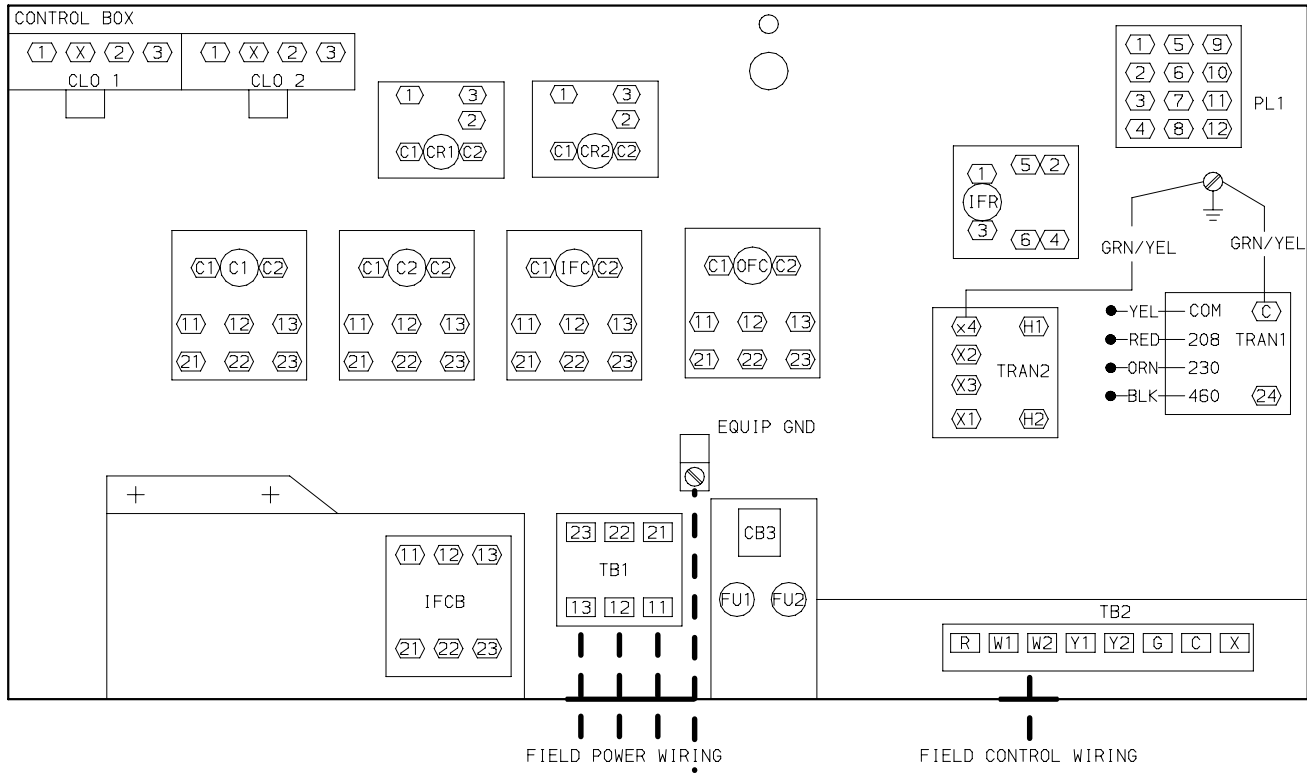 CONTROL BOX
1 X 2 3
CLO 1
1 X 2 3
CLO 2
1 3
2
C1 CR1 C2
1 3
2
C1 CR2 C2
1 5 9
2 6 10
3 7 11
4 8 12
PL1
1 5 2
IFR
3 6 4
GRN/YEL
GRN/YEL
C1 C1 C2
11 12 13
21 22 23
C1 C2 C2
11 12 13
21 22 23
C1 IFC C2
11 12 13
21 22 23
C1 OFC C2
11 12 13
21 22 23
x4 H1
X2
X3
TRAN2
X1 H2
YEL COM C
RED 208 TRAN1
ORN 230
BLK 460 24
EQUIP GND
+ +
11 12 13
IFCB
21 22 23
23 22 21
TB1
13 12 11
CB3
FU1 FU2
TB2
R W1 W2 Y1 Y2 G C X
FIELD POWER WIRING
FIELD CONTROL WIRING